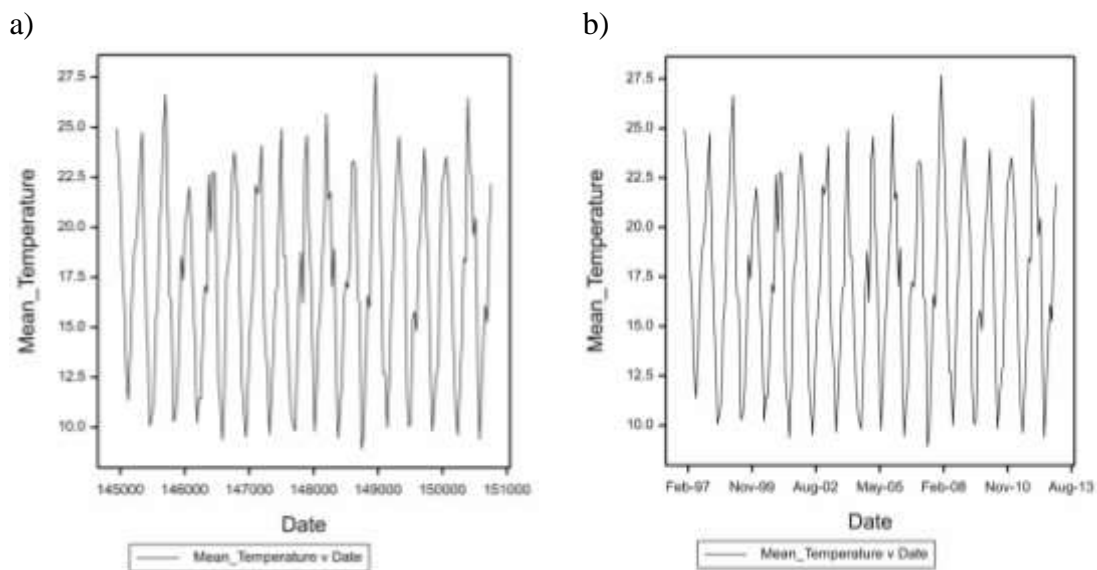 a)
27.5
25.0
22.5
20.0
17.5
15.0
12.5
10.0
Mean_Temperature
145000 146000 147000 148000 149000 150000 151000
Date
Mean_Temperature v Date
b)
27.5
25.0
22.5
20.0
17.5
15.0
12.5
10.0
Mean_Temperature
Feb-97 Nov-99 Aug-02 May-05 Feb-08 Nov-10 Aug-13
Date
Mean_Temperature v Date